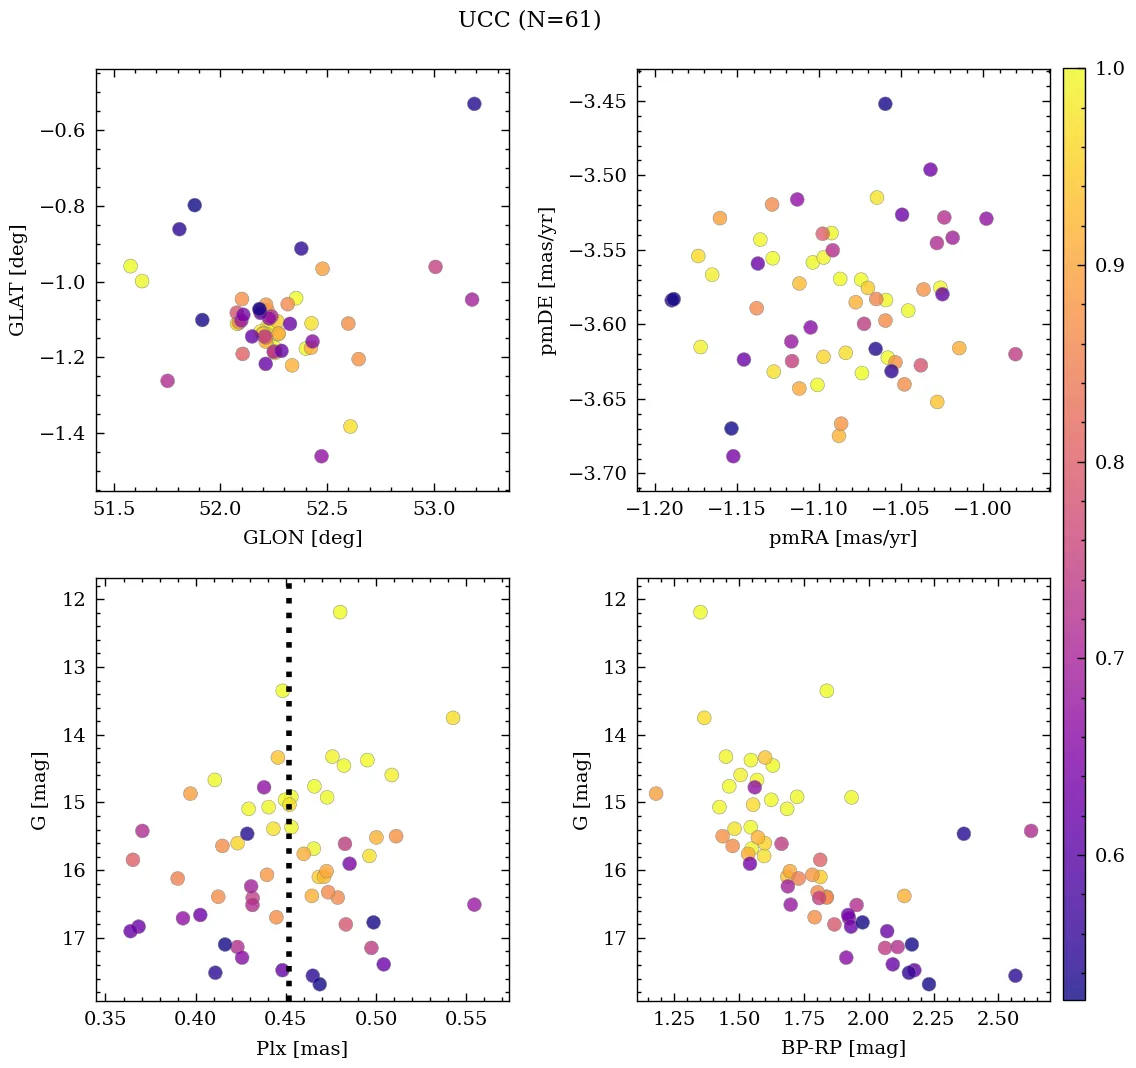 UCC (N=61)
−0.6
−0.8
−1.0
−1.2
−1.4
GLAT [deg]
51.5 52.0 52.5 53.0
GLON [deg]
−3.45
−3.50
−3.55
−3.60
−3.65
−3.70
pmDE [mas/yr]
−1.20 −1.15 −1.10 −1.05 −1.00
pmRA [mas/yr]
12
13
14
15
16
17
G [mag]
0.35 0.40 0.45 0.50 0.55
Plx [mas]
12
13
14
15
16
17
G [mag]
1.25 1.50 1.75 2.00 2.25 2.50
BP-RP [mag]
1.0
0.9
0.8
0.7
0.6